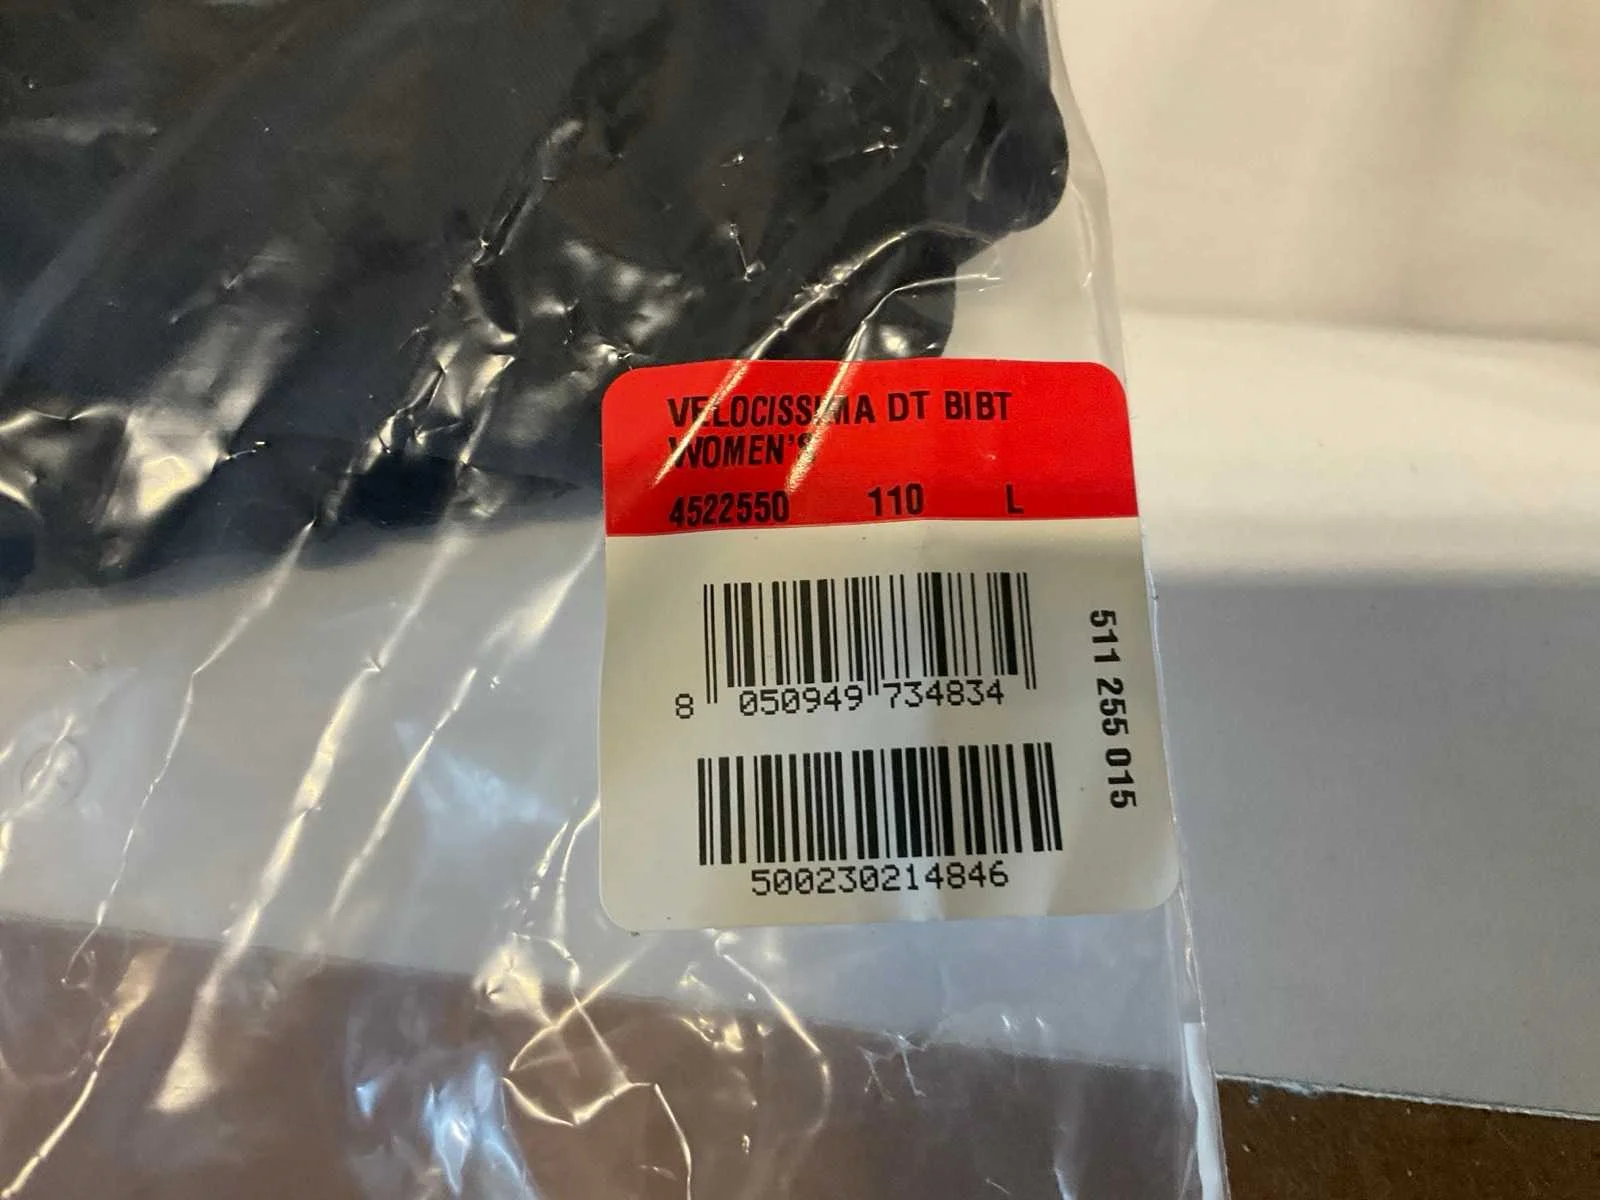 VELOCISSIMA DT BIBT
WOMEN'S
4522550 110 L
8 050949 734834
500230214846
511 255 015